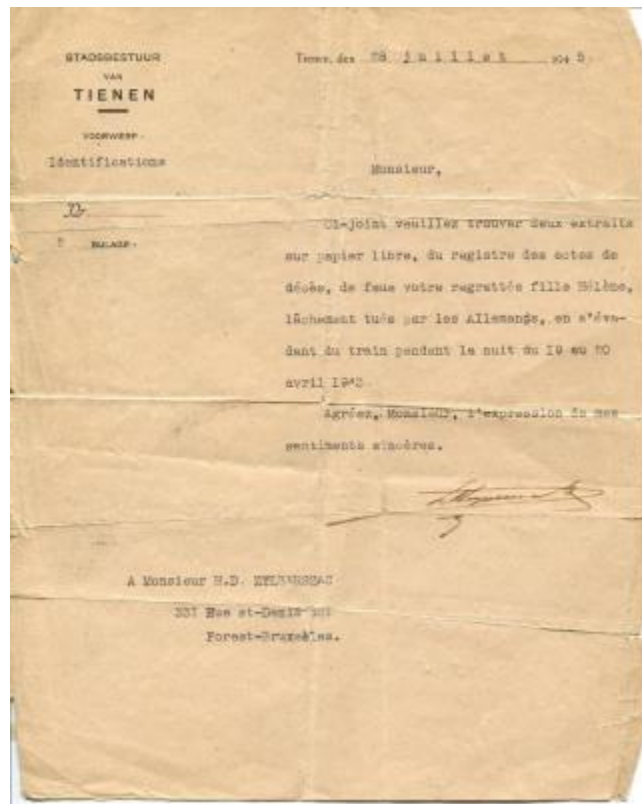 STADSBESTUUR
VAN
TIENEN
VOORWERP.-
Identifications
32
BIJLAGE.-
Tienen, den 28 juillet 1945
Monsieur,
Ci-joint veuillez trouver deux extraits
sur papier libre, du registre des actes de
décès, de feue votre regrettée fille Hélène,
lâchement tuée par les Allemands, en s'éva-
dant du train pendant la nuit du 19 au 20
avril 1943
Agréez, Monsieur, l'expression de mes
sentiments sincères.
A Monsieur H.D.
331 Rue st-Denis
Forest-Bruxelles.